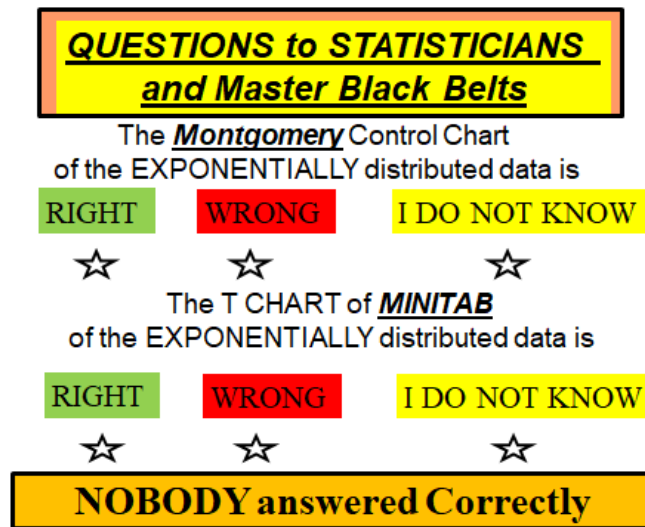 QUESTIONS to STATISTICIANS
and Master Black Belts
The Montgomery Control Chart
of the EXPONENTIALLY distributed data is
RIGHT WRONG I DO NOT KNOW
The T CHART of MINITAB
of the EXPONENTIALLY distributed data is
RIGHT WRONG I DO NOT KNOW
NOBODY answered Correctly